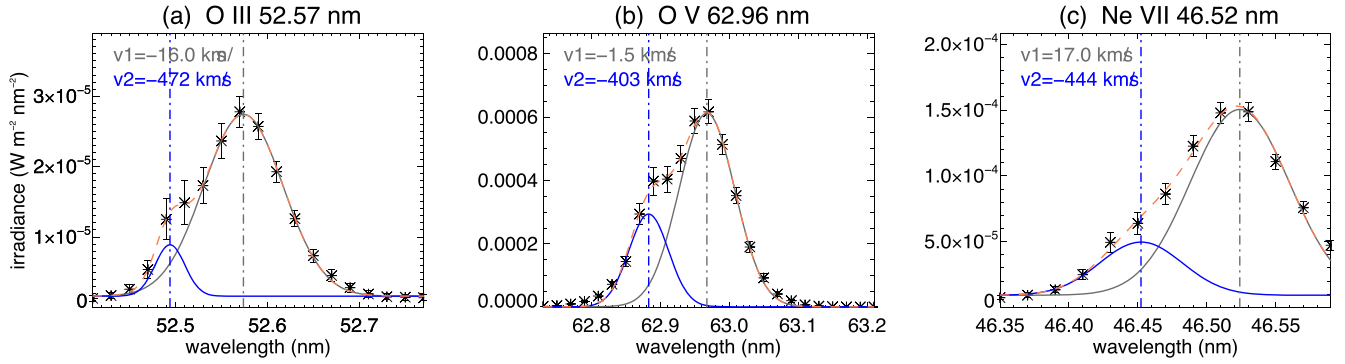 (a) O III 52.57 nm
v1=−16.0 km/s
v2=−472 km/s
3×10⁻⁵
2×10⁻⁵
1×10⁻⁵
0
irradiance (W m⁻² nm⁻²)
52.5 52.6 52.7
wavelength (nm)
(b) O V 62.96 nm
v1=−1.5 km/s
v2=−403 km/s
0.0008
0.0006
0.0004
0.0002
0.0000
62.8 62.9 63.0 63.1 63.2
wavelength (nm)
(c) Ne VII 46.52 nm
v1=17.0 km/s
v2=−444 km/s
2.0×10⁻⁴
1.5×10⁻⁴
1.0×10⁻⁴
5.0×10⁻⁵
0
46.35 46.40 46.45 46.50 46.55
wavelength (nm)